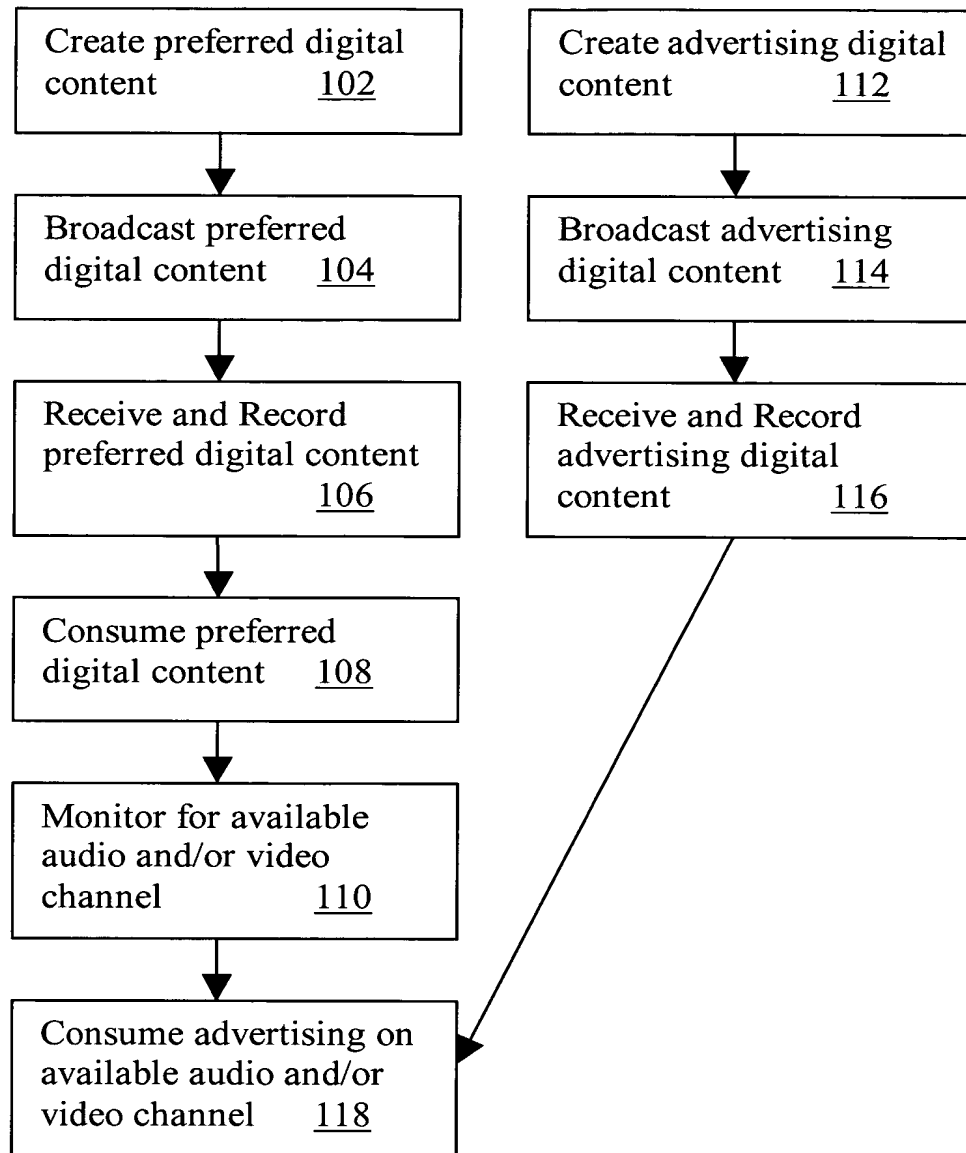 Create preferred digital
content 102
Broadcast preferred
digital content 104
Receive and Record
preferred digital content
106
Consume preferred
digital content 108
Monitor for available
audio and/or video
channel 110
Consume advertising on
available audio and/or
video channel 118
Create advertising digital
content 112
Broadcast advertising
digital content 114
Receive and Record
advertising digital
content 116